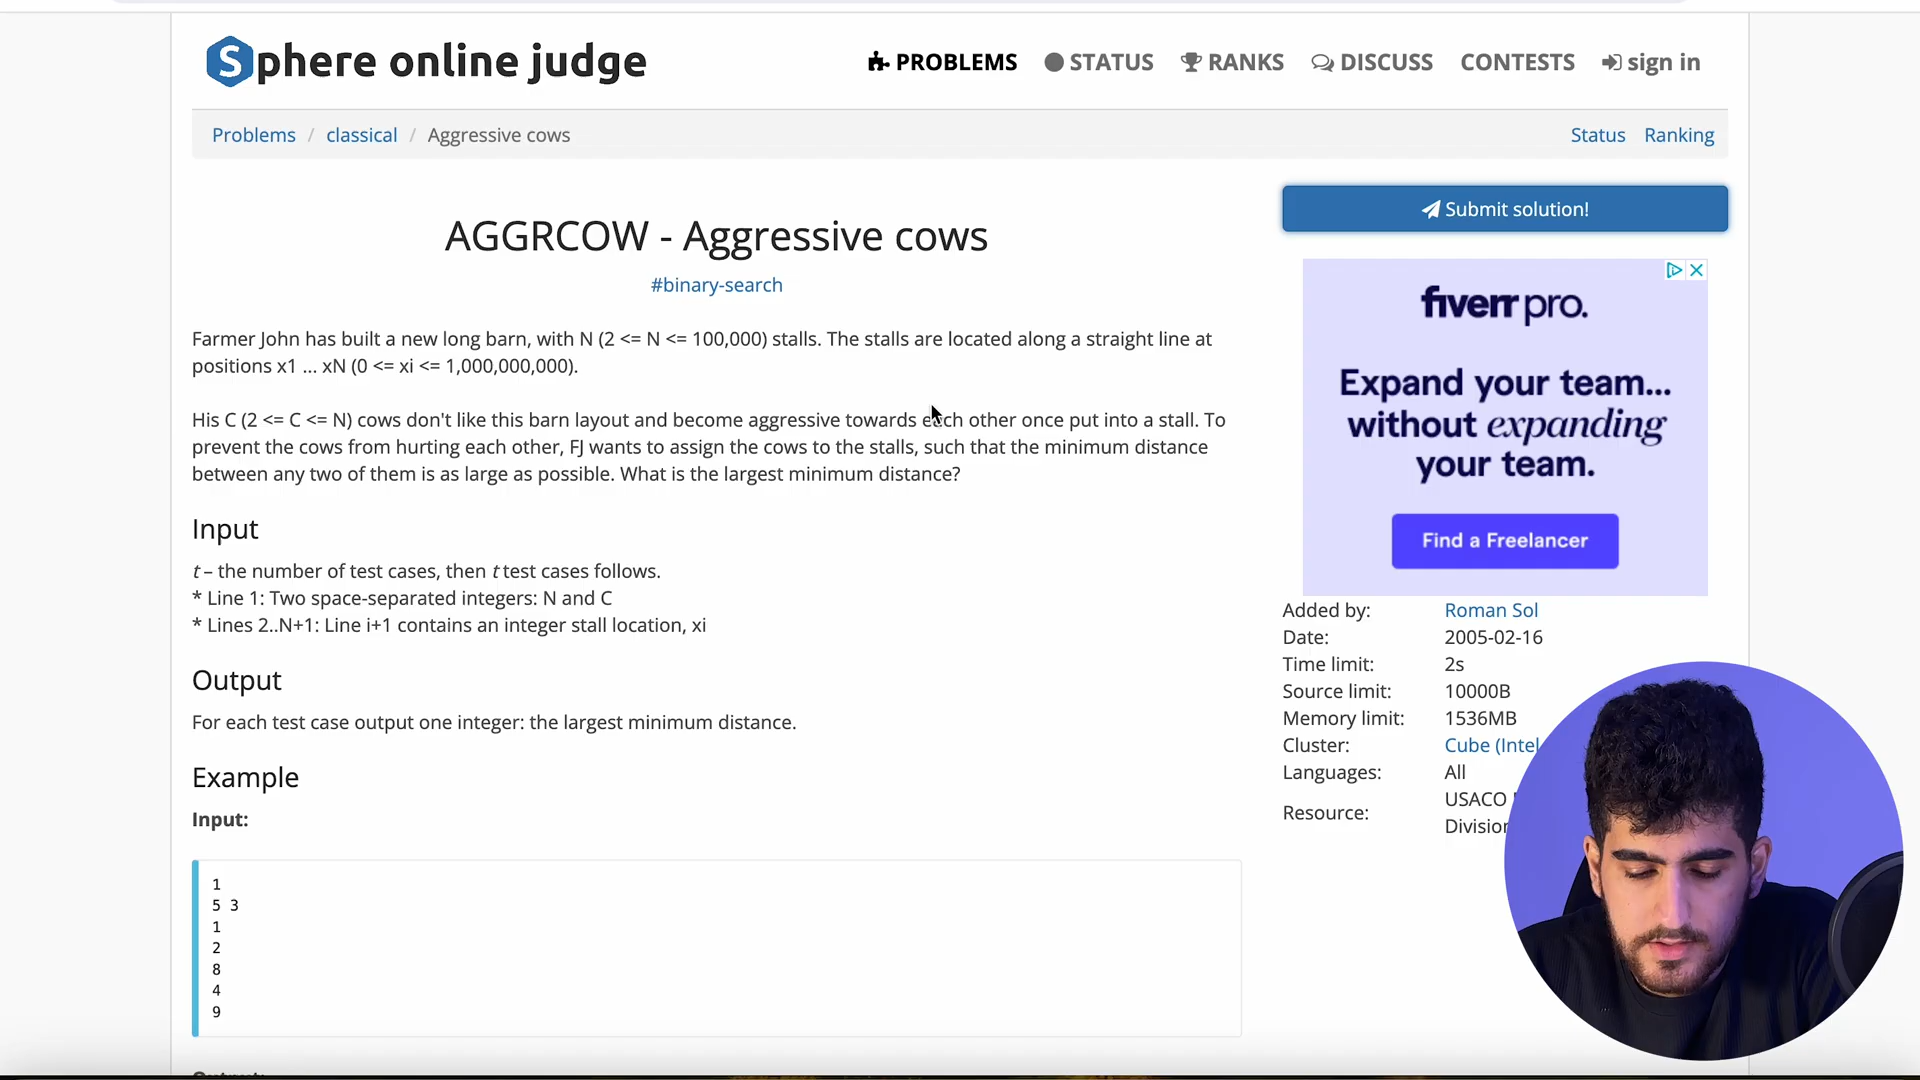 Sphere online judge
PROBLEMS STATUS RANKS DISCUSS CONTESTS sign in
Problems / classical / Aggressive cows
Status Ranking
Submit solution!
AGGRCOW - Aggressive cows
#binary-search
Farmer John has built a new long barn, with N (2 <= N <= 100,000) stalls. The stalls are located along a straight line at
positions x1 ... xN (0 <= xi <= 1,000,000,000).
His C (2 <= C <= N) cows don't like this barn layout and become aggressive towards each other once put into a stall. To
prevent the cows from hurting each other, FJ wants to assign the cows to the stalls, such that the minimum distance
between any two of them is as large as possible. What is the largest minimum distance?
Input
t – the number of test cases, then t test cases follows.
* Line 1: Two space-separated integers: N and C
* Lines 2..N+1: Line i+1 contains an integer stall location, xi
Output
For each test case output one integer: the largest minimum distance.
Example
Input:
1
5 3
1
2
8
4
9
fiverr pro.
Expand your team...
without expanding
your team.
Find a Freelancer
Added by: Roman Sol
Date: 2005-02-16
Time limit: 2s
Source limit: 10000B
Memory limit: 1536MB
Cluster: Cube (Intel
Languages: All
Resource: USACO
Division